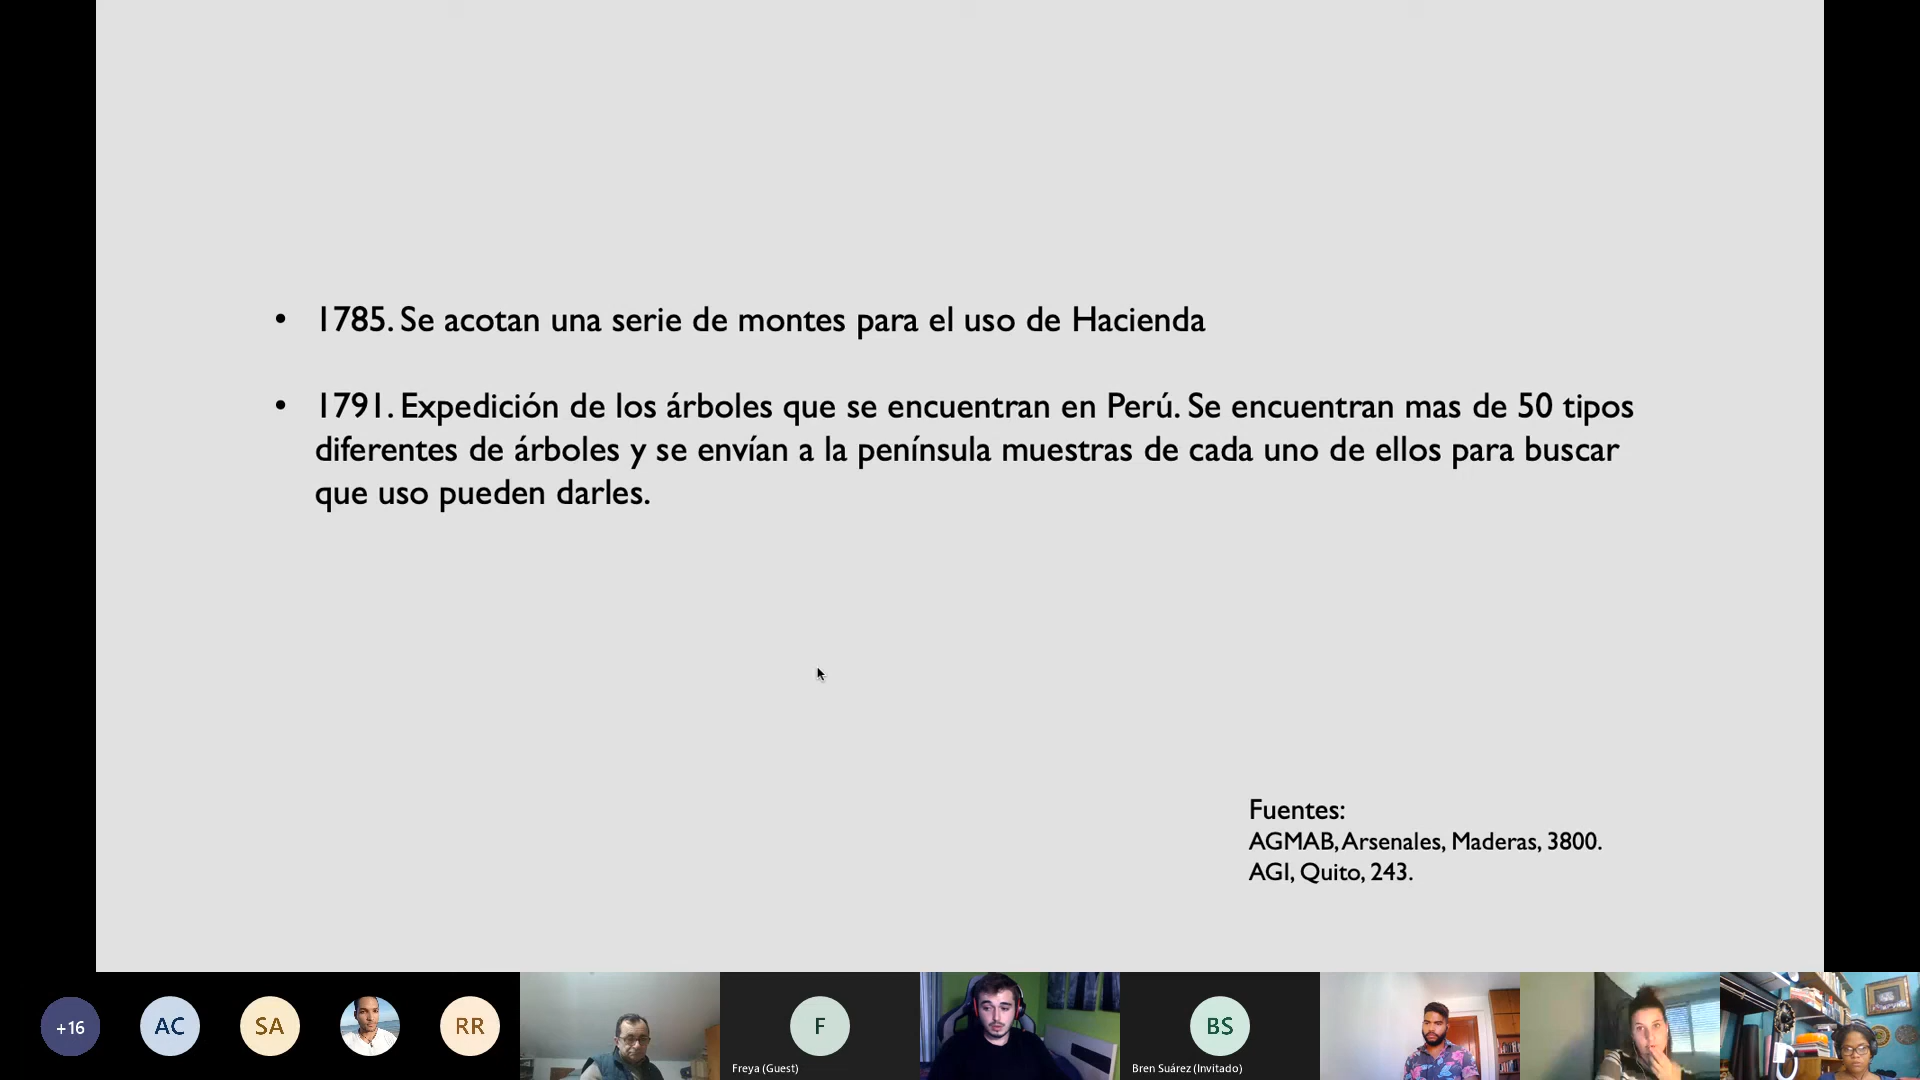 • 1785. Se acotan una serie de montes para el uso de Hacienda
• 1791. Expedición de los árboles que se encuentran en Perú. Se encuentran mas de 50 tipos
diferentes de árboles y se envían a la península muestras de cada uno de ellos para buscar
que uso pueden darles.
Fuentes:
AGMAB, Arsenales, Maderas, 3800.
AGI, Quito, 243.
+16
AC
SA
RR
F
Freya (Guest)
BS
Bren Suárez (Invitado)